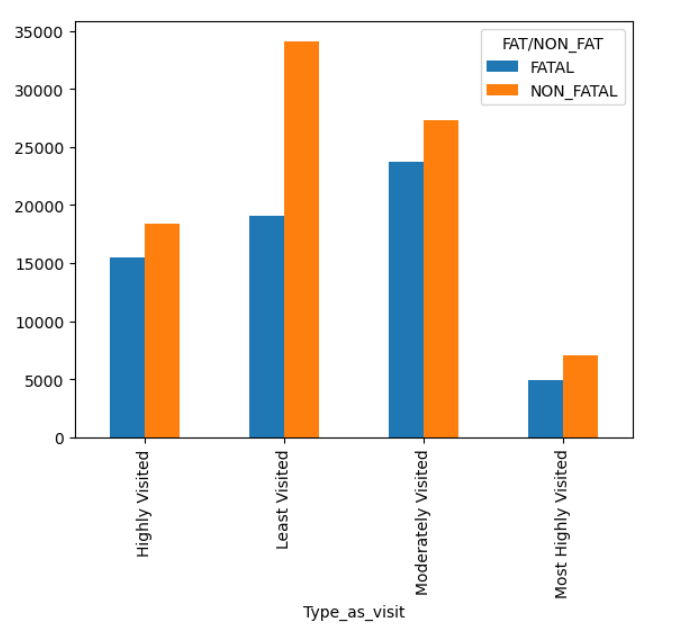 35000
30000
25000
20000
15000
10000
5000
0
FAT/NON_FAT
FATAL
NON_FATAL
Highly Visited
Least Visited
Moderately Visited
Most Highly Visited
Type_as_visit